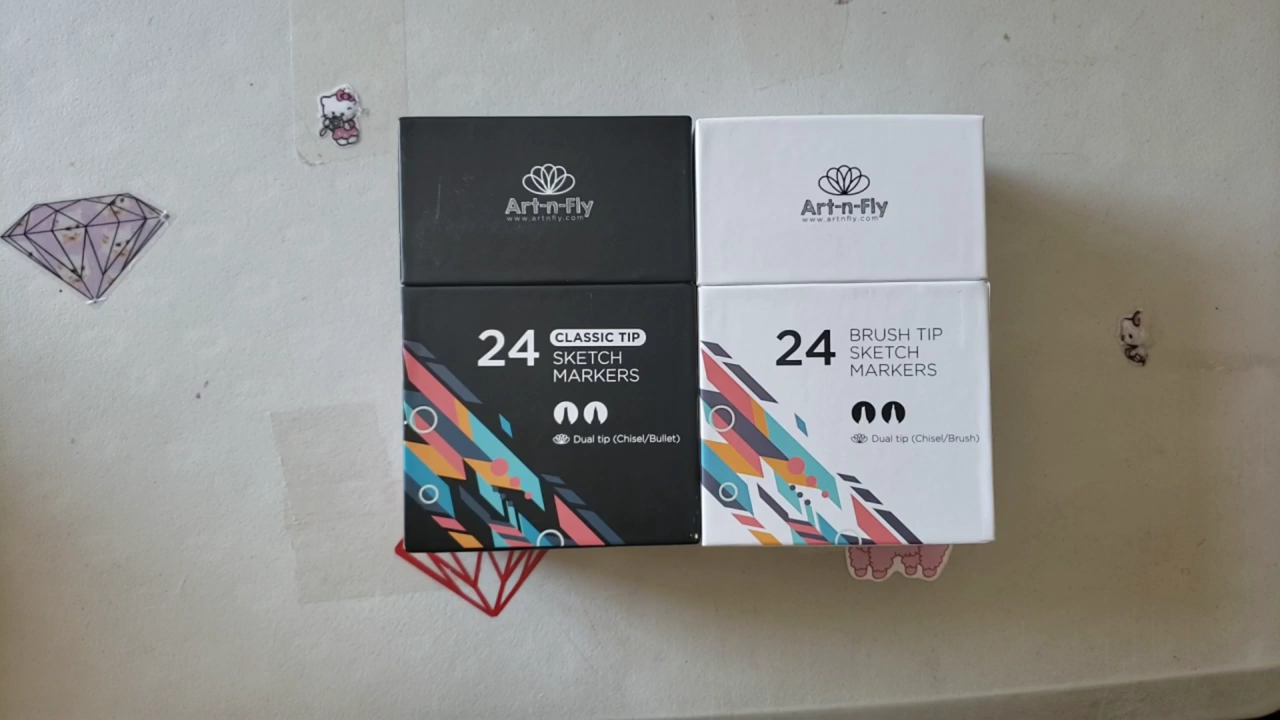 Art-n-Fly
www.artnfly.com
24 CLASSIC TIP
SKETCH
MARKERS
Dual tip (Chisel/Bullet)
Art-n-Fly
www.artnfly.com
24 BRUSH TIP
SKETCH
MARKERS
Dual tip (Chisel/Brush)